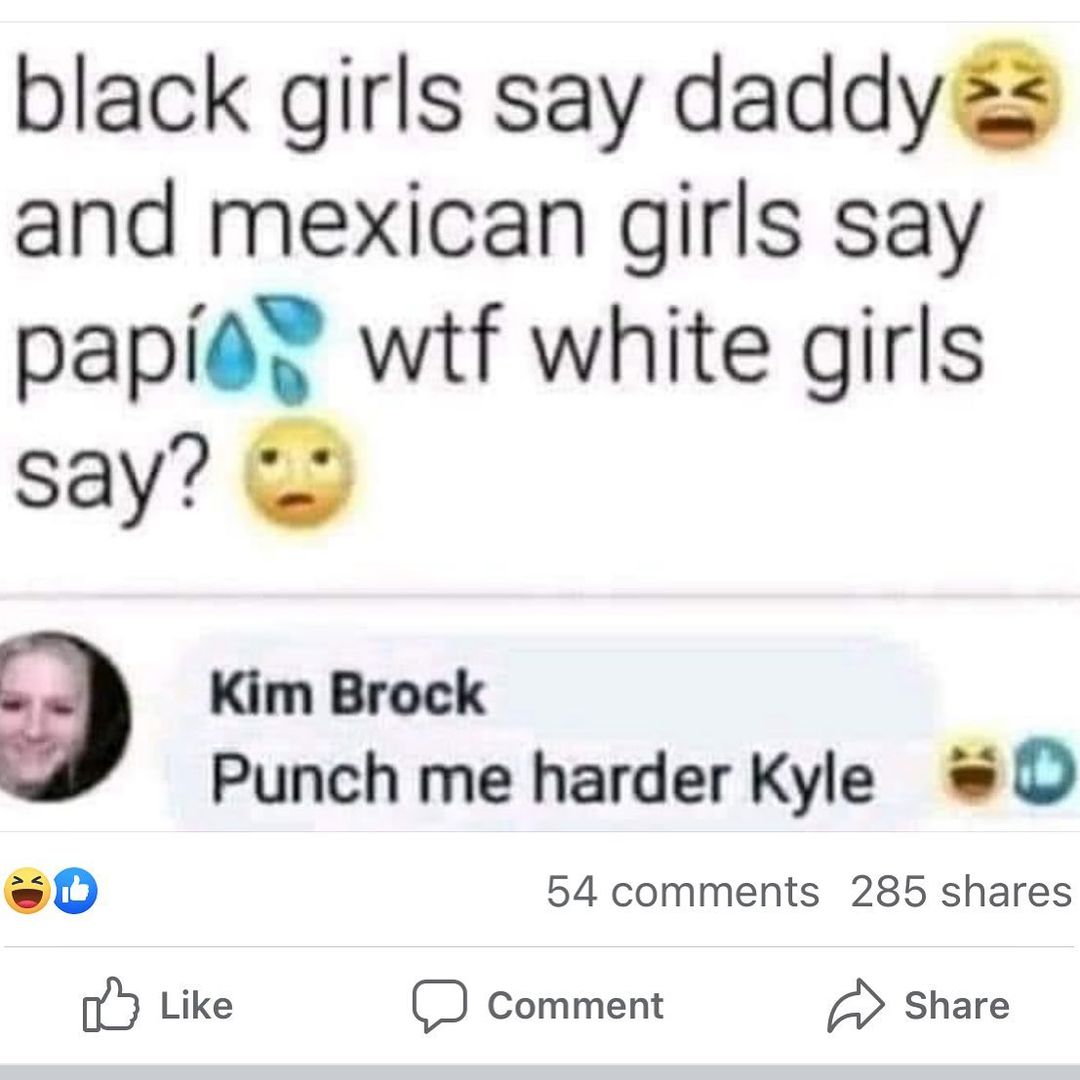 black girls say daddy😫
and mexican girls say
papí💦 wtf white girls
say? 🙄
Kim Brock
Punch me harder Kyle
54 comments 285 shares
Like Comment Share